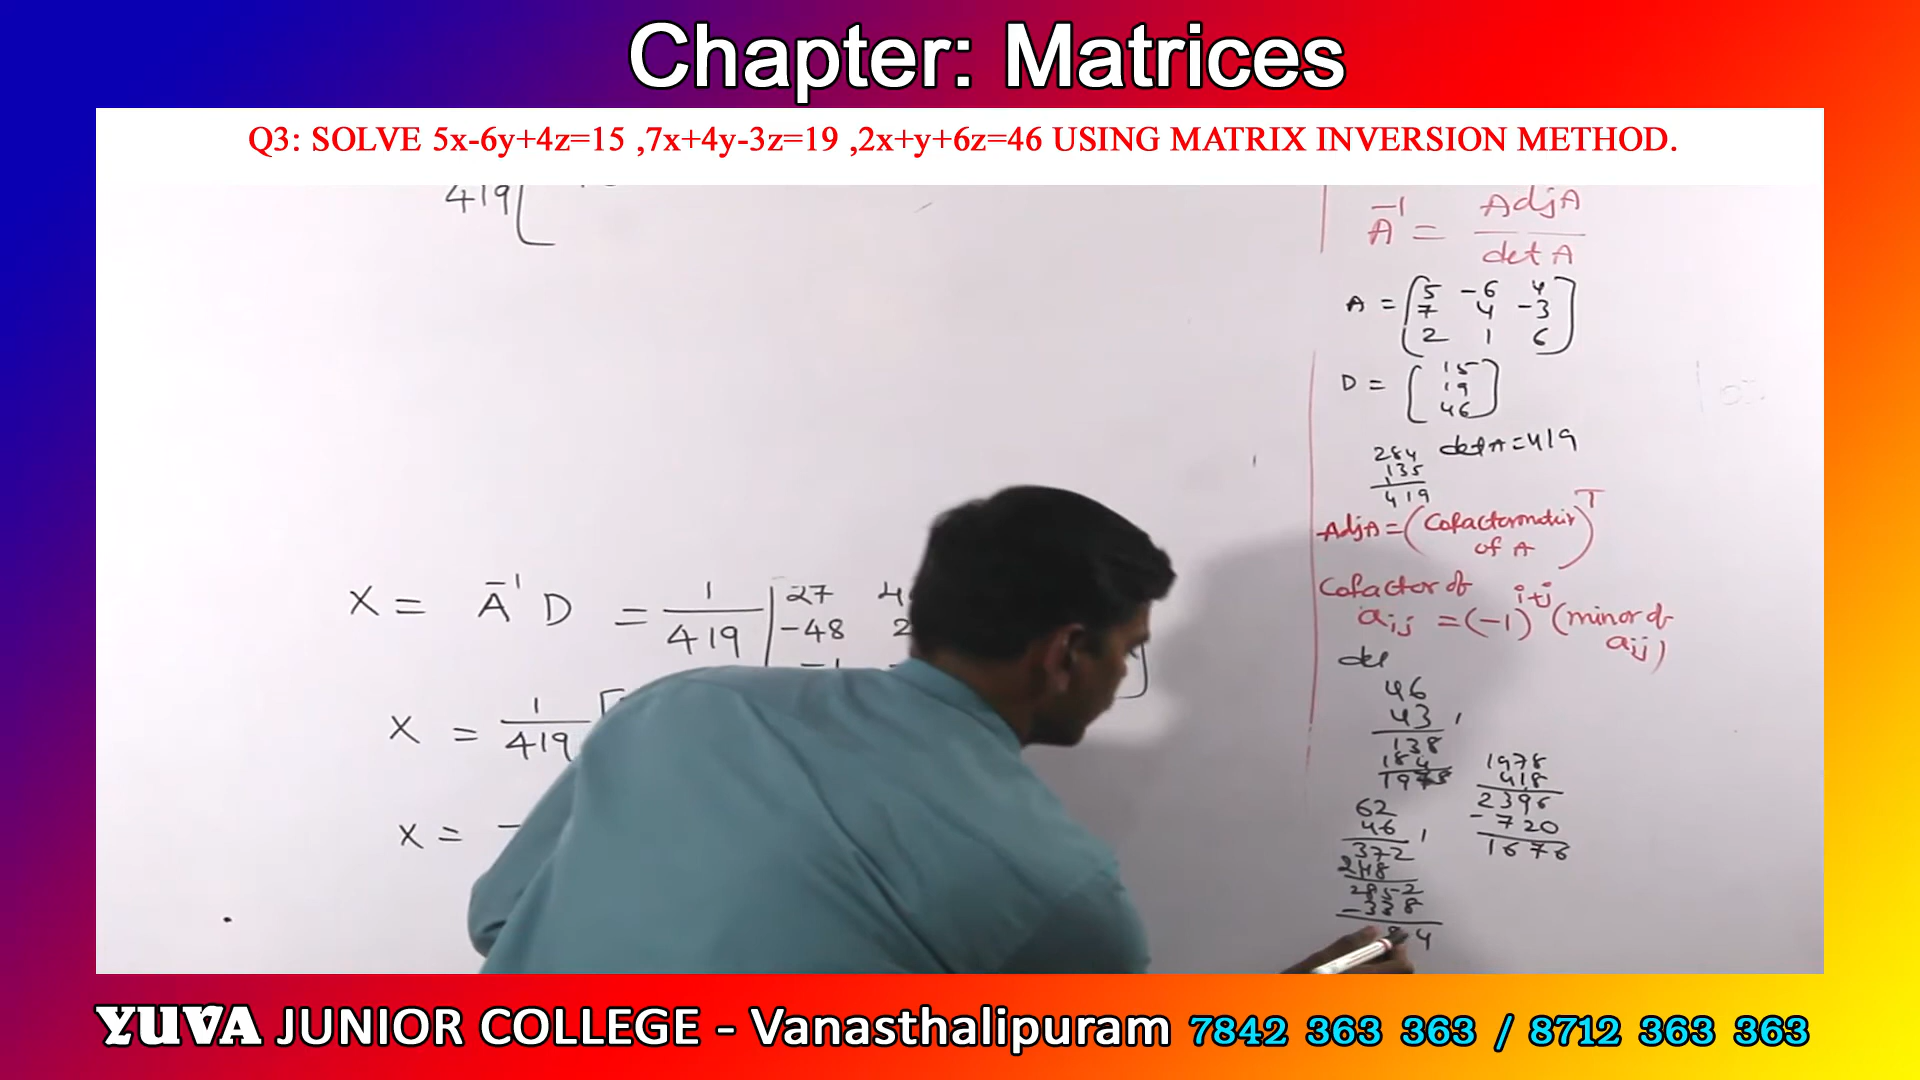 Chapter: Matrices
Q3: SOLVE 5x-6y+4z=15 ,7x+4y-3z=19 ,2x+y+6z=46 USING MATRIX INVERSION METHOD.
419
A⁻¹ = AdjA
det A
A = 5 -6 4
7 4 -3
2 1 6
D = 15
19
46
det A = 419
284
135
419
AdjA = (Cofactor matrix of A)ᵀ
Cofactor of
aij = (-1)^i+j (minor of aij)
46
43
138
184
1978
62
46
372
248
2852
-338
1978
418
2396
-720
1676
X = A⁻¹ D = 1/419 27
-48
-1
X = 1/419
X =
YUVA JUNIOR COLLEGE - Vanasthalipuram 7842 363 363 / 8712 363 363